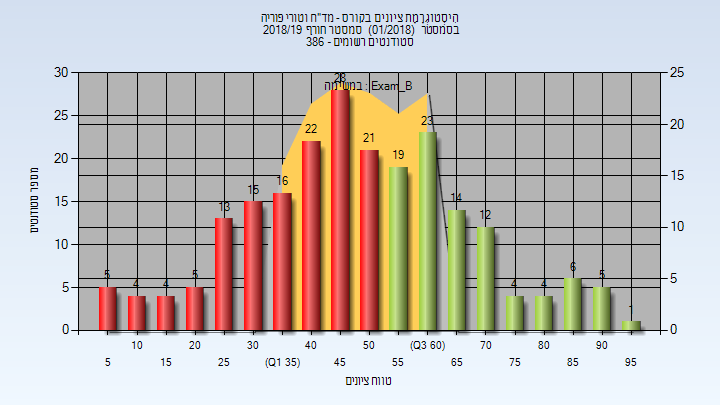 היסטוגרמת ציונים בקורס - מד"ח וטורי פוריה
בסמסטר (01/2018) סמסטר חורף 2018/19
סטודנטים רשומים - 386
במשימה : Exam_B
30 25 20 15 10 5 0
25 20 15 10 5 0
מספר סטודנטים
5 4 4 5 13 15 16 22 28 21 19 23 14 12 4 4 6 5 1
10 20 30 40 50 (Q3 60) 70 80 90
5 15 25 (Q1 35) 45 55 65 75 85 95
טווח ציונים